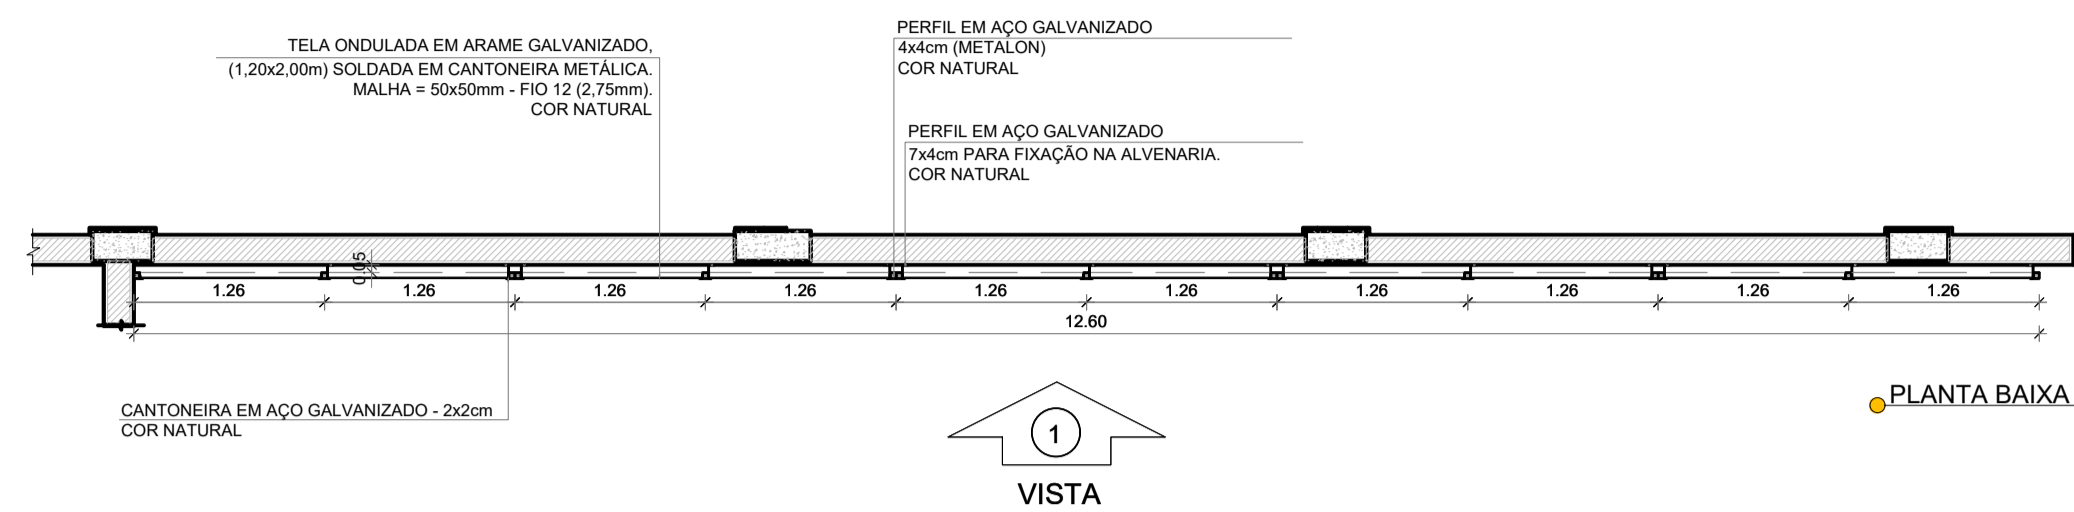 PERFIL EM AÇO GALVANIZADO
4x4cm (METALON)
COR NATURAL
TELA ONDULADA EM ARAME GALVANIZADO,
(1,20x2,00m) SOLDADA EM CANTONEIRA METÁLICA.
MALHA = 50x50mm - FIO 12 (2,75mm).
COR NATURAL
PERFIL EM AÇO GALVANIZADO
7x4cm PARA FIXAÇÃO NA ALVENARIA.
COR NATURAL
0.05
1.26 1.26 1.26 1.26 1.26 1.26 1.26 1.26 1.26 1.26
12.60
CANTONEIRA EM AÇO GALVANIZADO - 2x2cm
COR NATURAL
PLANTA BAIXA
1
VISTA